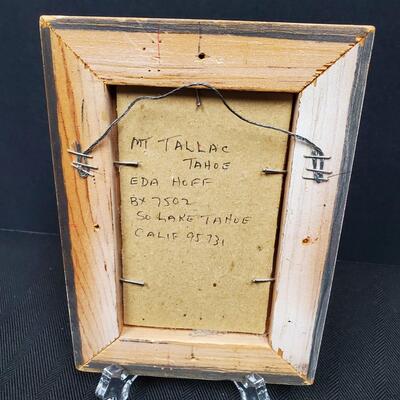 MT TALLAC
TAHOE
EDA HOFF
BX 7502
SO LAKE TAHOE
CALIF 95731